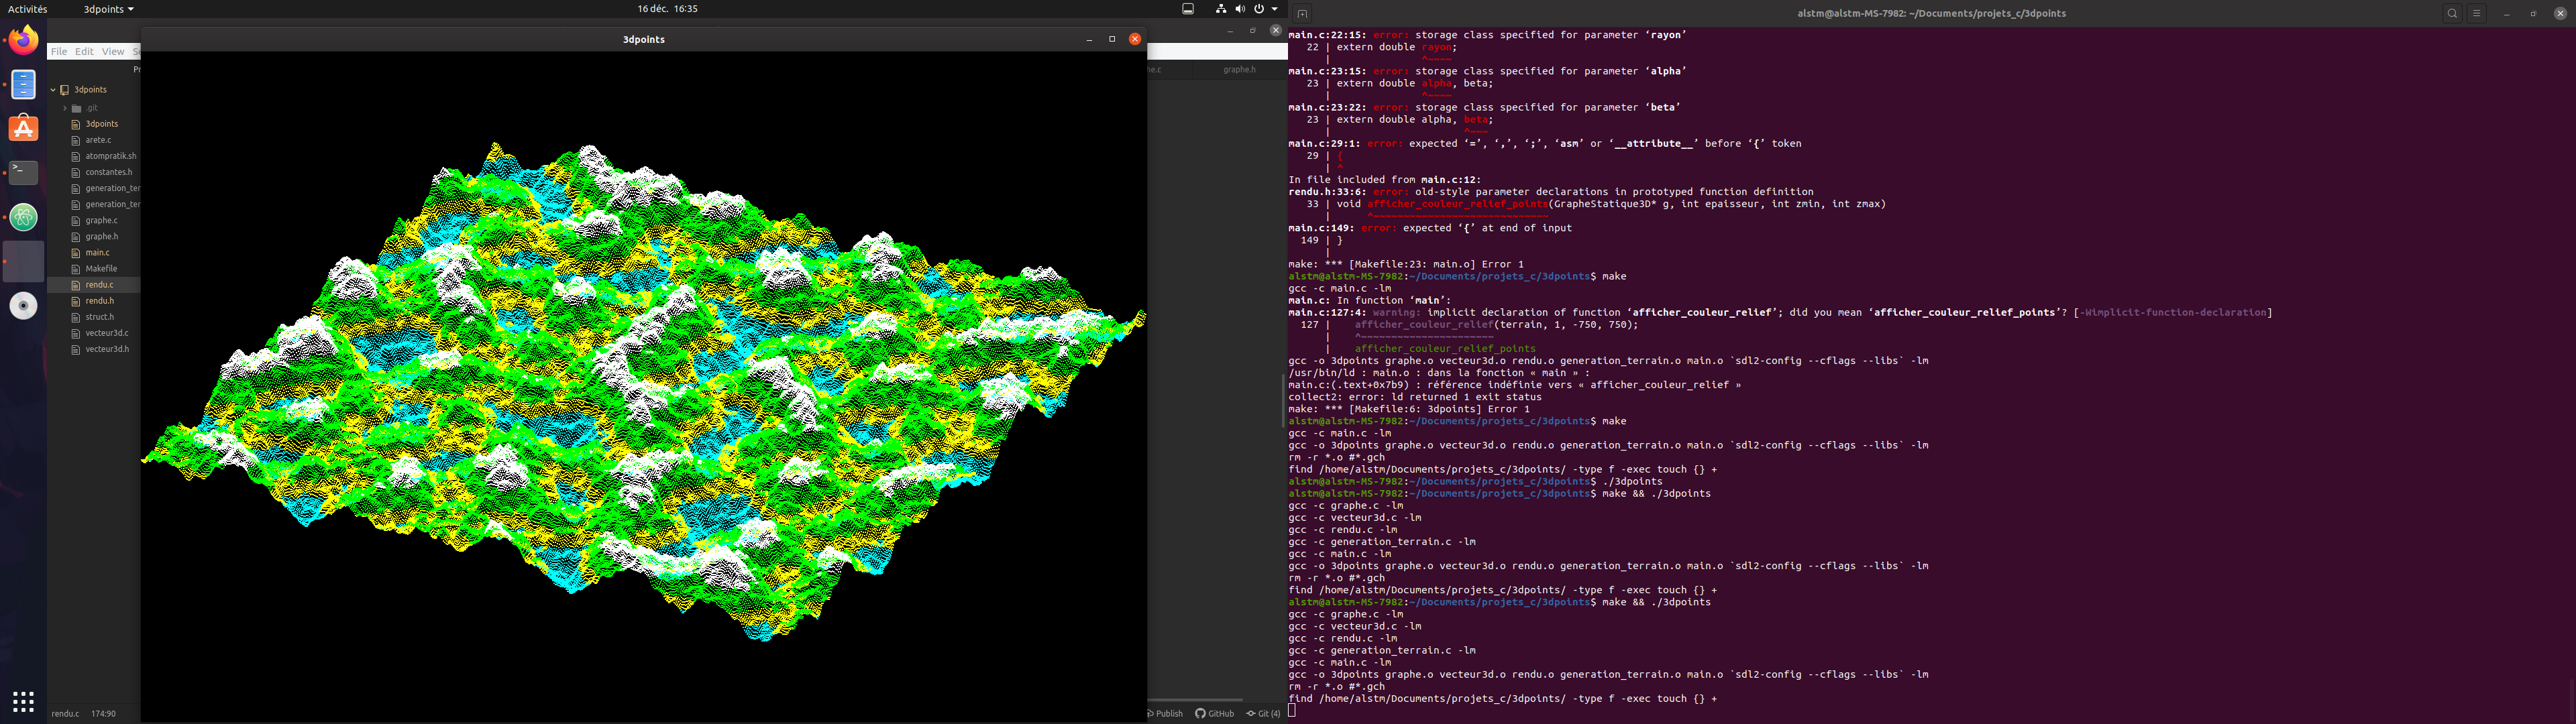 Activités
3dpoints
16 déc. 16:35
alstm@alstm-MS-7982: ~/Documents/projets_c/3dpoints
3dpoints
File Edit View
graphe.h
3dpoints
.git
3dpoints
arete.c
atompratik.sh
constantes.h
generation_ter
generation_ter
graphe.c
graphe.h
main.c
Makefile
rendu.c
rendu.h
struct.h
vecteur3d.c
vecteur3d.h
rendu.c 174:90
Publish GitHub Git (4)
main.c:22:15: error: storage class specified for parameter ‘rayon’
22 | extern double rayon;
| ^~~~~
main.c:23:15: error: storage class specified for parameter ‘alpha’
23 | extern double alpha, beta;
| ^~~~~
main.c:23:22: error: storage class specified for parameter ‘beta’
23 | extern double alpha, beta;
| ^~~~
main.c:29:1: error: expected ‘=’, ‘,’, ‘;’, ‘asm’ or ‘__attribute__’ before ‘{’ token
29 | {
| ^
In file included from main.c:12:
rendu.h:33:6: error: old-style parameter declarations in prototyped function definition
33 | void afficher_couleur_relief_points(GrapheStatique3D* g, int epaisseur, int zmin, int zmax)
| ^~~~~~~~~~~~~~~~~~~~~~~~~~~~~~
main.c:149: error: expected ‘{’ at end of input
149 | }
|
make: *** [Makefile:23: main.o] Error 1
alstm@alstm-MS-7982:~/Documents/projets_c/3dpoints$ make
gcc -c main.c -lm
main.c: In function ‘main’:
main.c:127:4: warning: implicit declaration of function ‘afficher_couleur_relief’; did you mean ‘afficher_couleur_relief_points’? [-Wimplicit-function-declaration]
127 | afficher_couleur_relief(terrain, 1, -750, 750);
| ^~~~~~~~~~~~~~~~~~~~~~~
| afficher_couleur_relief_points
gcc -o 3dpoints graphe.o vecteur3d.o rendu.o generation_terrain.o main.o `sdl2-config --cflags --libs` -lm
/usr/bin/ld : main.o : dans la fonction « main » :
main.c:(.text+0x7b9) : référence indéfinie vers « afficher_couleur_relief »
collect2: error: ld returned 1 exit status
make: *** [Makefile:6: 3dpoints] Error 1
alstm@alstm-MS-7982:~/Documents/projets_c/3dpoints$ make
gcc -c main.c -lm
gcc -o 3dpoints graphe.o vecteur3d.o rendu.o generation_terrain.o main.o `sdl2-config --cflags --libs` -lm
rm -r *.o #*.gch
find /home/alstm/Documents/projets_c/3dpoints/ -type f -exec touch {} +
alstm@alstm-MS-7982:~/Documents/projets_c/3dpoints$ ./3dpoints
alstm@alstm-MS-7982:~/Documents/projets_c/3dpoints$ make && ./3dpoints
gcc -c graphe.c -lm
gcc -c vecteur3d.c -lm
gcc -c rendu.c -lm
gcc -c generation_terrain.c -lm
gcc -c main.c -lm
gcc -o 3dpoints graphe.o vecteur3d.o rendu.o generation_terrain.o main.o `sdl2-config --cflags --libs` -lm
rm -r *.o #*.gch
find /home/alstm/Documents/projets_c/3dpoints/ -type f -exec touch {} +
alstm@alstm-MS-7982:~/Documents/projets_c/3dpoints$ make && ./3dpoints
gcc -c graphe.c -lm
gcc -c vecteur3d.c -lm
gcc -c rendu.c -lm
gcc -c generation_terrain.c -lm
gcc -c main.c -lm
gcc -o 3dpoints graphe.o vecteur3d.o rendu.o generation_terrain.o main.o `sdl2-config --cflags --libs` -lm
rm -r *.o #*.gch
find /home/alstm/Documents/projets_c/3dpoints/ -type f -exec touch {} +